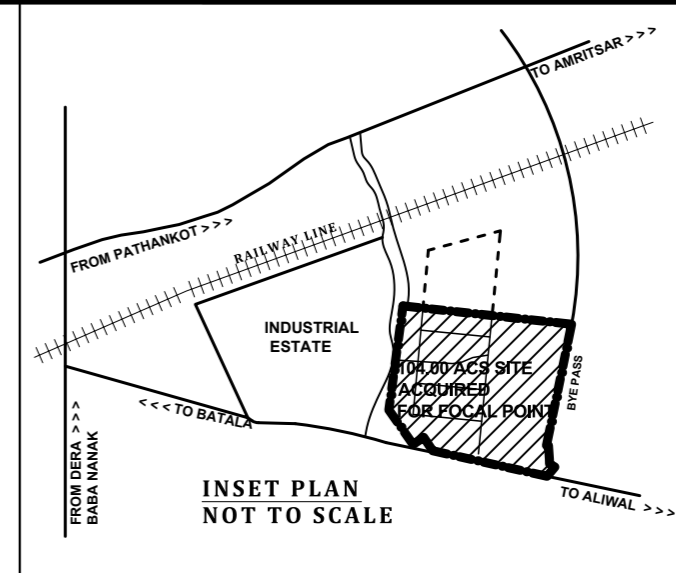 TO AMRITSAR >>>
FROM PATHANKOT >>>
RAILWAY LINE
INDUSTRIAL
ESTATE
104.00 ACS SITE
ACQUIRED
FOR FOCAL POINT
BYE PASS
<<< TO BATALA
FROM DERA >>>
BABA NANAK
INSET PLAN
NOT TO SCALE
TO ALIWAL >>>